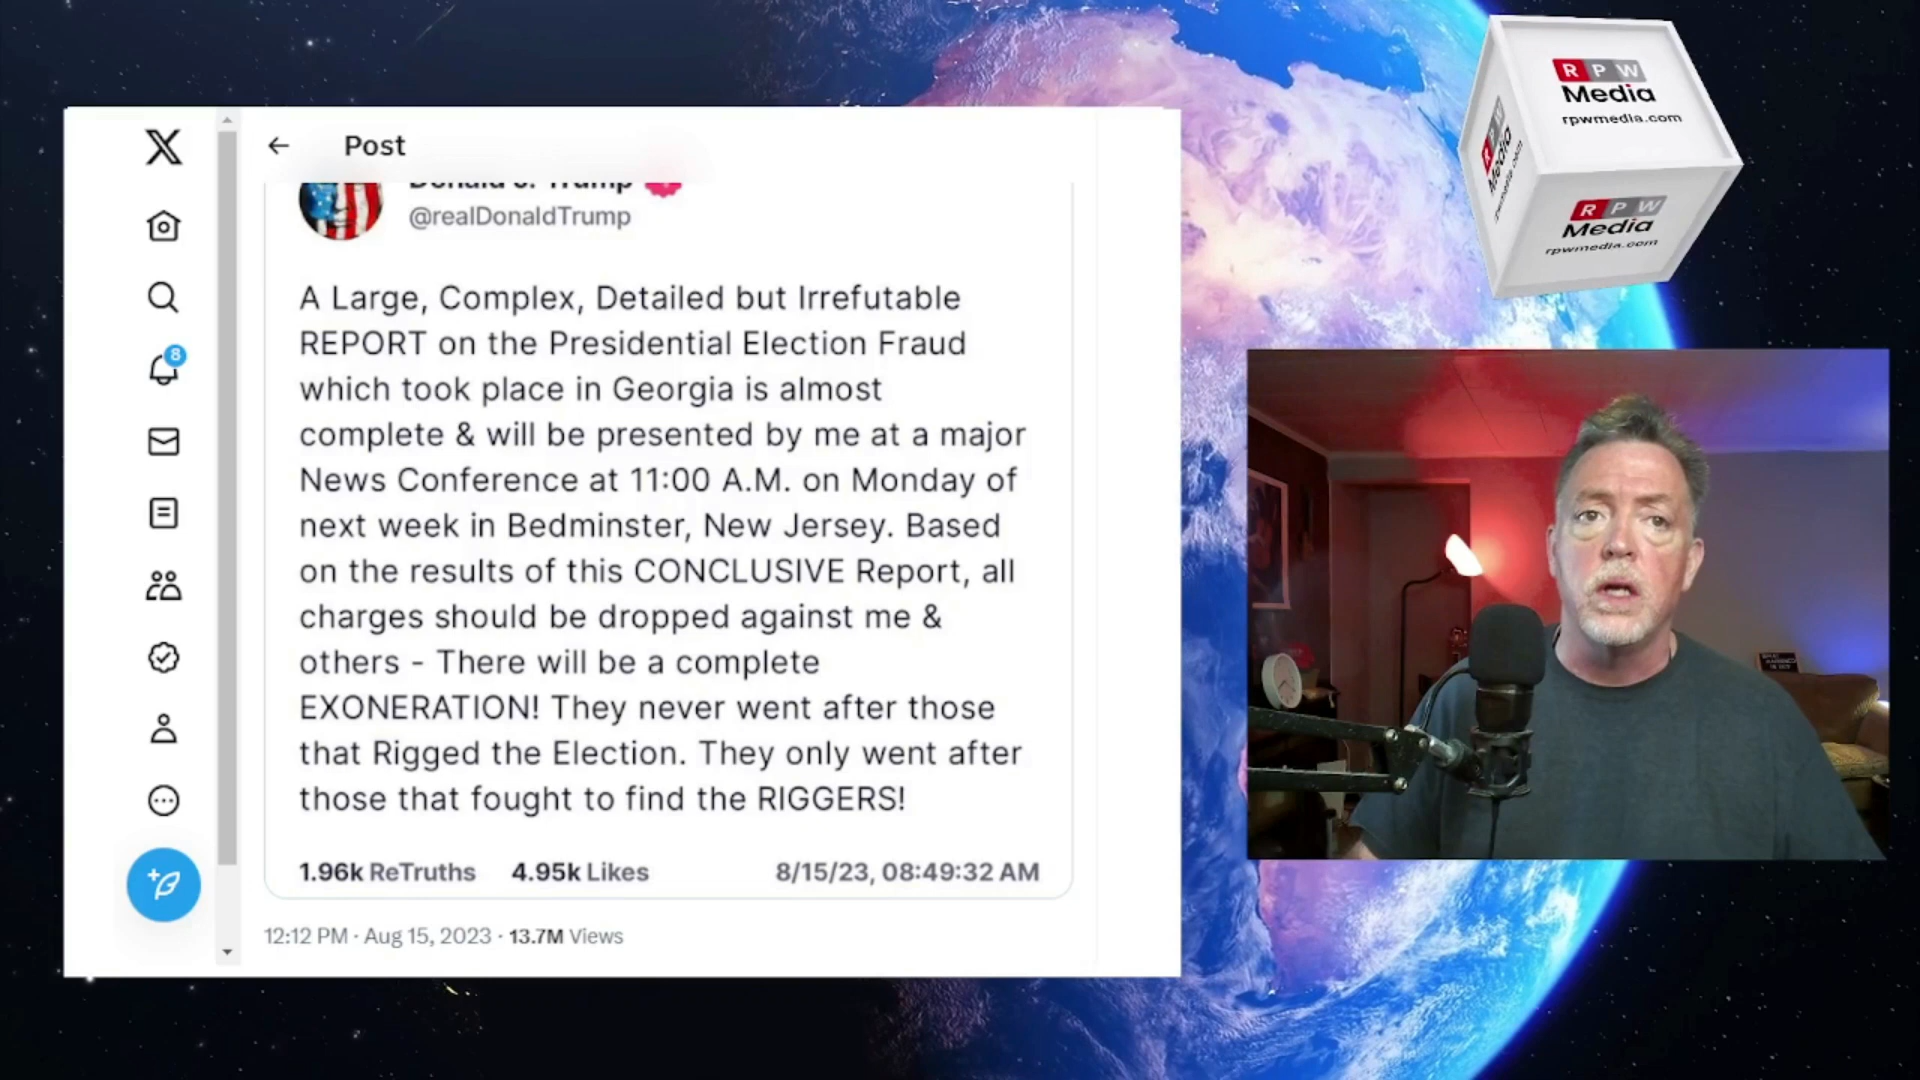 Post
Donald J. Trump
@realDonaldTrump
A Large, Complex, Detailed but Irrefutable
REPORT on the Presidential Election Fraud
which took place in Georgia is almost
complete & will be presented by me at a major
News Conference at 11:00 A.M. on Monday of
next week in Bedminster, New Jersey. Based
on the results of this CONCLUSIVE Report, all
charges should be dropped against me &
others - There will be a complete
EXONERATION! They never went after those
that Rigged the Election. They only went after
those that fought to find the RIGGERS!
1.96k ReTruths 4.95k Likes 8/15/23, 08:49:32 AM
12:12 PM · Aug 15, 2023 · 13.7M Views
8
RPW
Media
rpwmedia.com
RPW
Media
rpwmedia.com
RPW
Media
rpwmedia.com